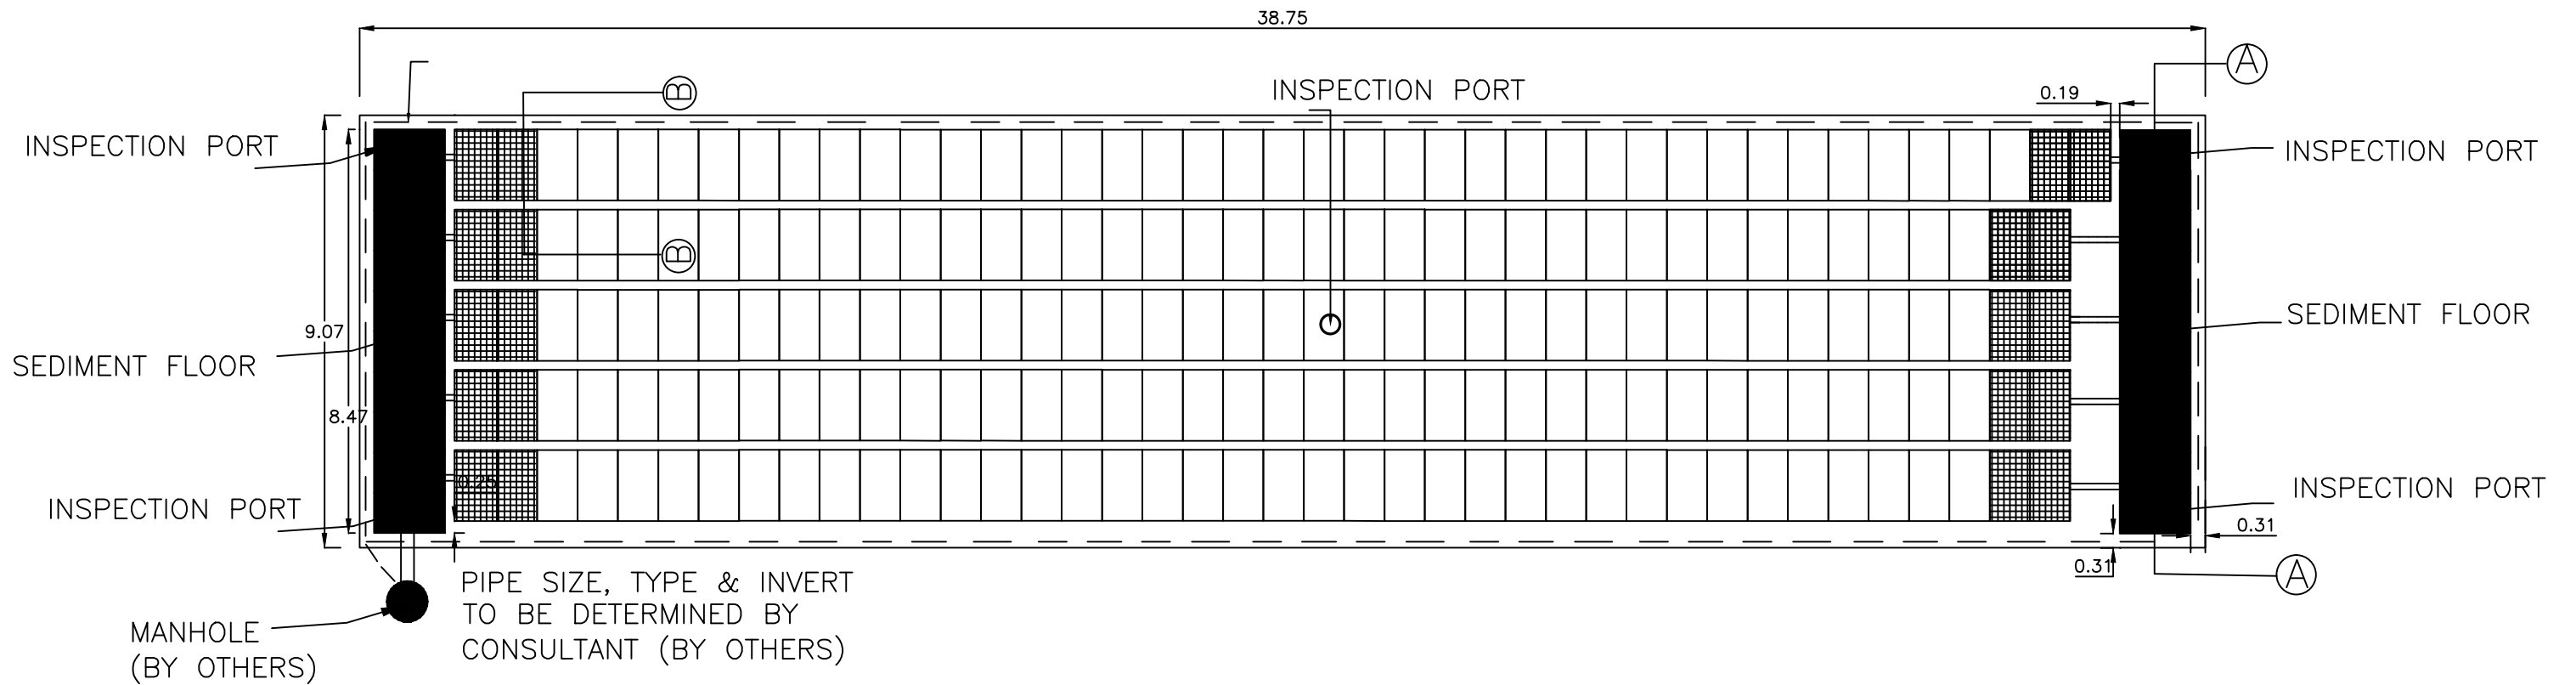 38.75
A
B
INSPECTION PORT
0.19
INSPECTION PORT
INSPECTION PORT
B
9.07
SEDIMENT FLOOR
SEDIMENT FLOOR
8.47
0.25
INSPECTION PORT
INSPECTION PORT
0.31
0.31
A
PIPE SIZE, TYPE & INVERT
TO BE DETERMINED BY
CONSULTANT (BY OTHERS)
MANHOLE
(BY OTHERS)